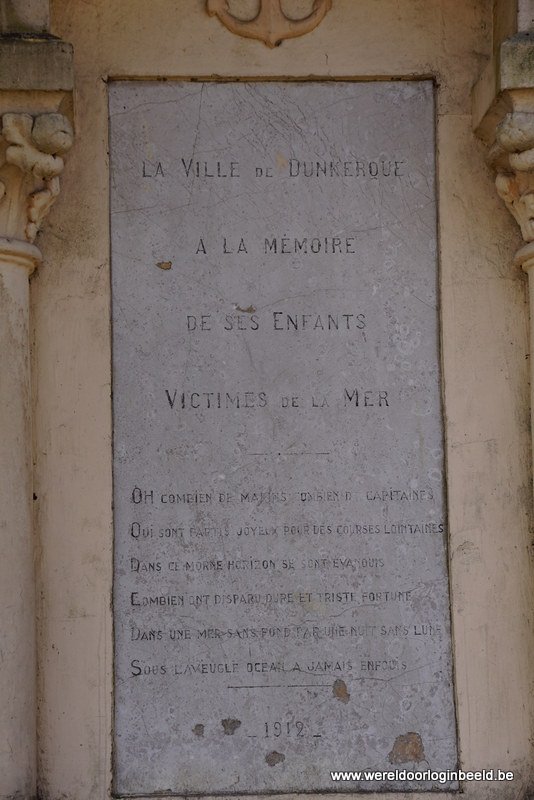 LA VILLE DE DUNKERQUE
A LA MÉMOIRE
DE SES ENFANTS
VICTIMES DE LA MER
OH COMBIEN DE MARINS COMBIEN DE CAPITAINES
QUI SONT PARTIS JOYEUX POUR DES COURSES LOINTAINES
DANS CE MORNE HORIZON SE SONT EVANOUIS
COMBIEN ONT DISPARU DURE ET TRISTE FORTUNE
DANS UNE MER SANS FOND PAR UNE NUIT SANS LUNE
SOUS L'AVEUGLE OCEAN A JAMAIS ENFOUIS
_ 1912 _
www.wereldoorloginbeeld.be